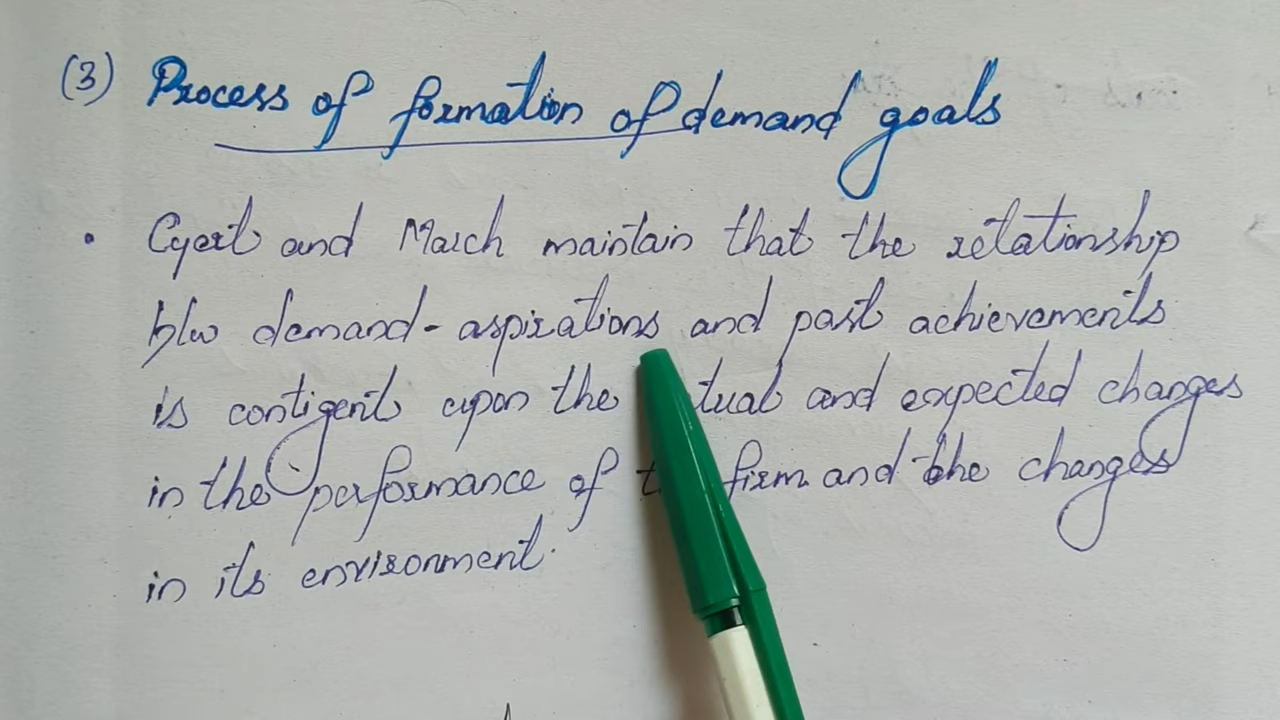 (3) Process of formation of demand goals
• Cyert and March maintain that the relationship
b/w demand-aspirations and past achievements
is contigent upon the tual and expected changes
in the performance of t firm and the changes
in its environment.